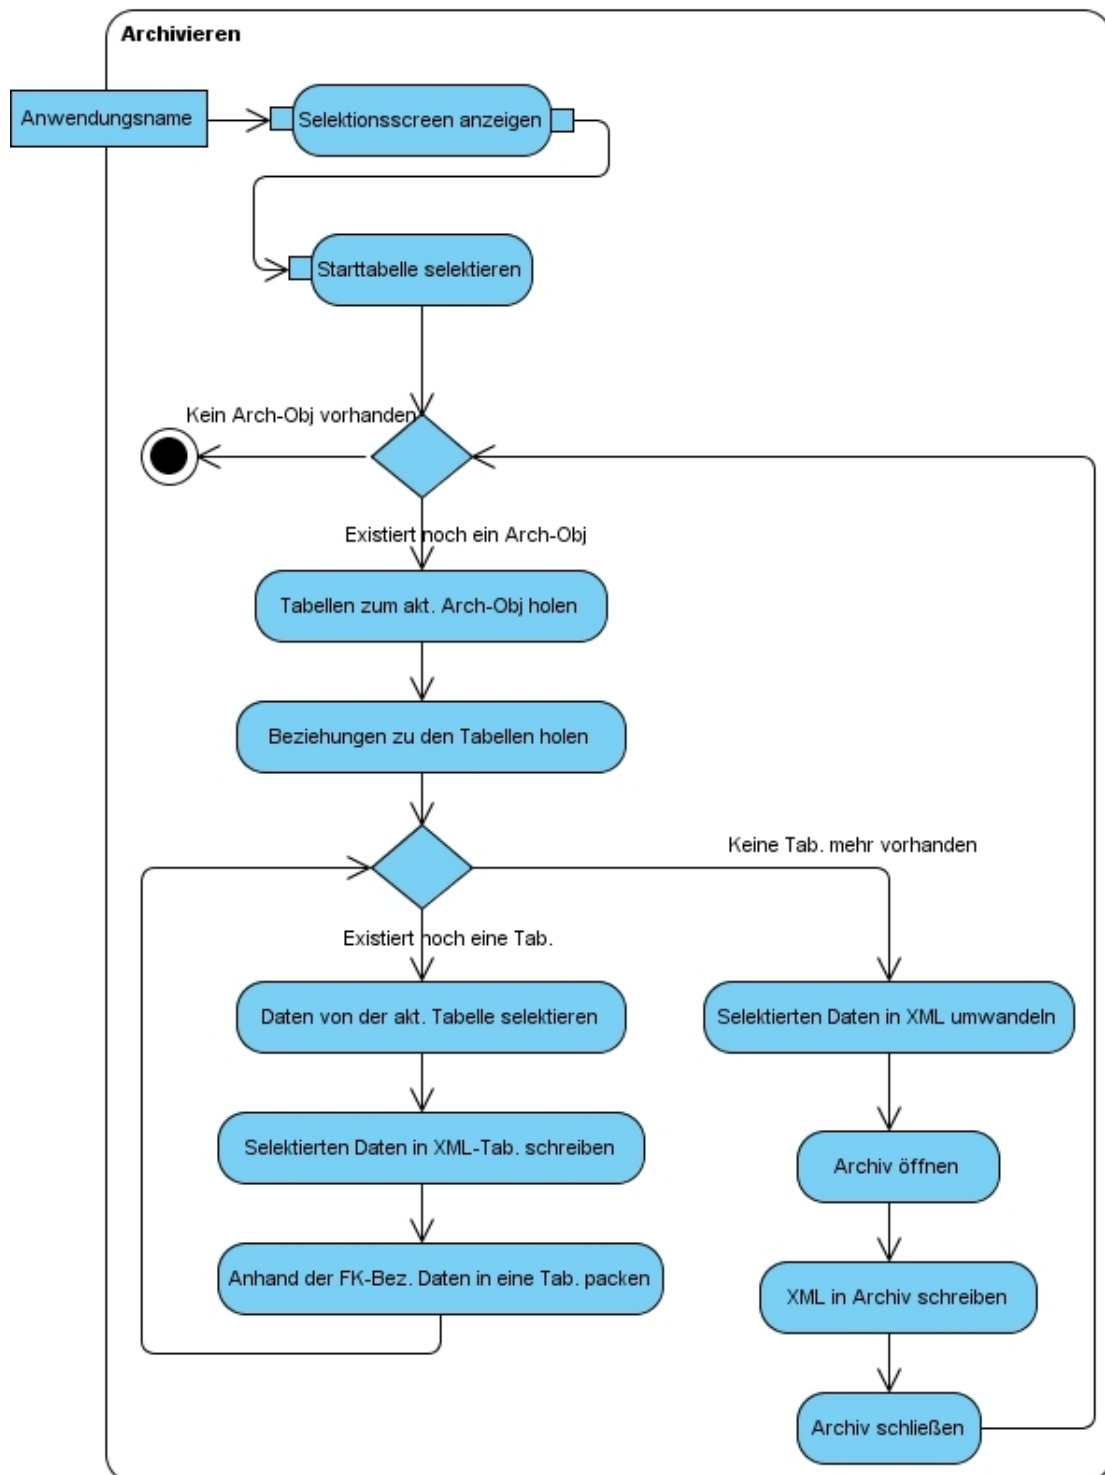 Archivieren
Anwendungsname
Selektionsscreen anzeigen
Starttabelle selektieren
Kein Arch-Obj vorhanden
Existiert noch ein Arch-Obj
Tabellen zum akt. Arch-Obj holen
Beziehungen zu den Tabellen holen
Keine Tab. mehr vorhanden
Existiert noch eine Tab.
Daten von der akt. Tabelle selektieren
Selektierten Daten in XML umwandeln
Selektierten Daten in XML-Tab. schreiben
Archiv öffnen
Anhand der FK-Bez. Daten in eine Tab. packen
XML in Archiv schreiben
Archiv schließen